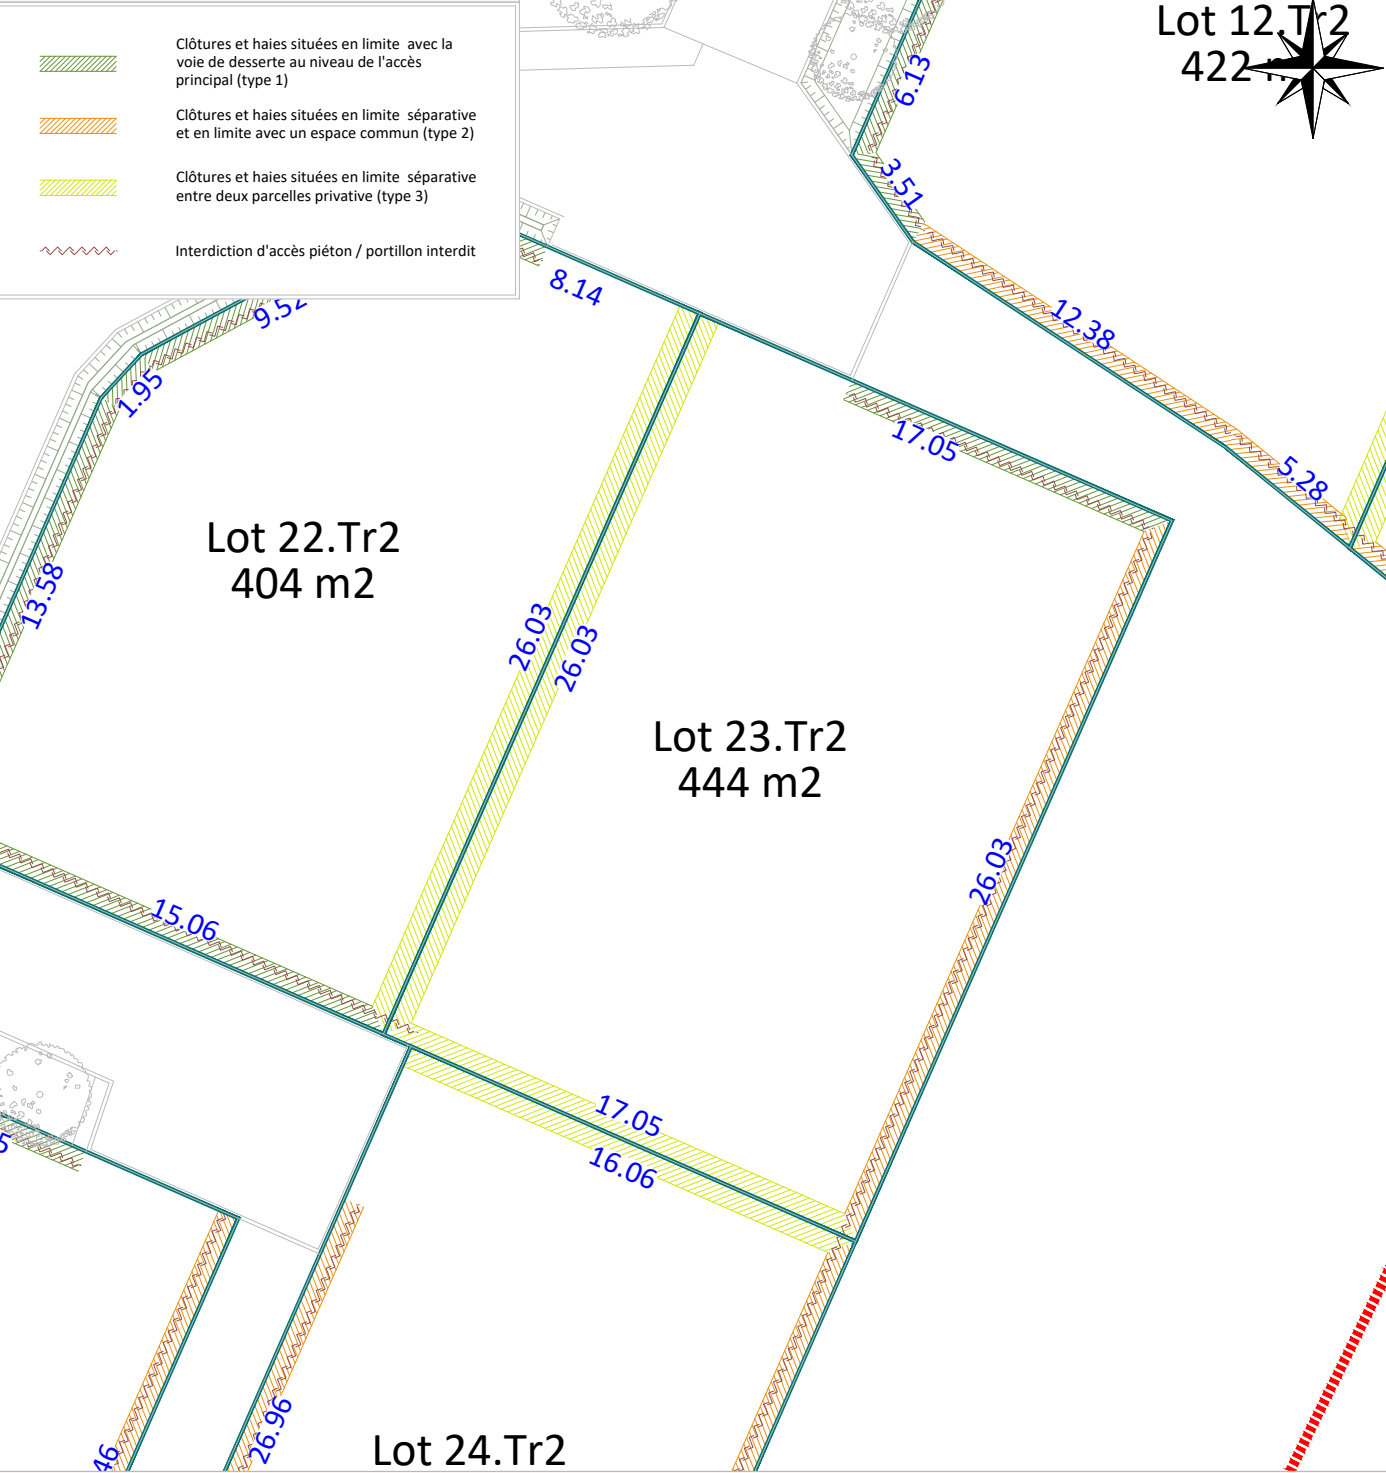 Clôtures et haies situées en limite avec la
voie de desserte au niveau de l'accès
principal (type 1)
Clôtures et haies situées en limite séparative
et en limite avec un espace commun (type 2)
Clôtures et haies situées en limite séparative
entre deux parcelles privative (type 3)
Interdiction d'accès piéton / portillon interdit
Lot 12.Tr2
422
6.13
3.51
8.14
9.52
12.38
1.95
17.05
5.28
Lot 22.Tr2
404 m2
13.58
26.03
26.03
Lot 23.Tr2
444 m2
26.03
15.06
17.05
16.06
26.96
Lot 24.Tr2
46